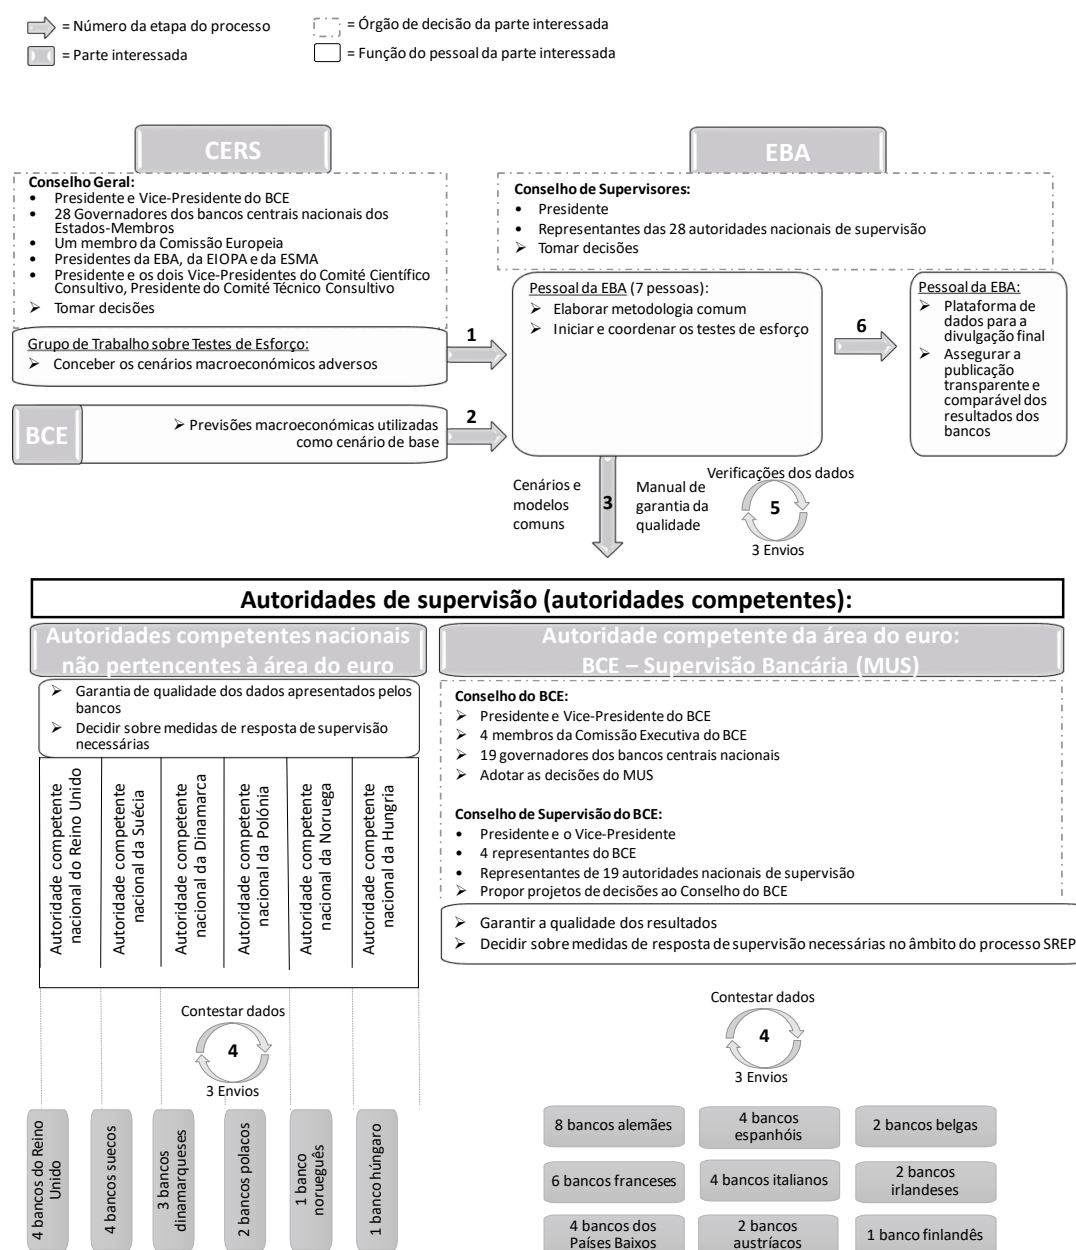 = Número da etapa do processo
= Parte interessada
= Órgão de decisão da parte interessada
= Função do pessoal da parte interessada
CERS
Conselho Geral:
• Presidente e Vice-Presidente do BCE
• 28 Governadores dos bancos centrais nacionais dos
Estados-Membros
• Um membro da Comissão Europeia
• Presidentes da EBA, da EIOPA e da ESMA
• Presidente e os dois Vice-Presidentes do Comité Científico
Consultivo, Presidente do Comité Técnico Consultivo
➢ Tomar decisões
Grupo de Trabalho sobre Testes de Esforço:
➢ Conceber os cenários macroeconómicos adversos
1
BCE
➢ Previsões macroeconómicas utilizadas
como cenário de base
2
EBA
Conselho de Supervisores:
• Presidente
• Representantes das 28 autoridades nacionais de supervisão
➢ Tomar decisões
Pessoal da EBA (7 pessoas):
➢ Elaborar metodologia comum
➢ Iniciar e coordenar os testes de esforço
6
Pessoal da EBA:
➢ Plataforma de
dados para a
divulgação final
➢ Assegurar a
publicação
transparente e
comparável dos
resultados dos
bancos
Cenários e
modelos
comuns
3
Manual de
garantia da
qualidade
Verificações dos dados
5
3 Envios
Autoridades de supervisão (autoridades competentes):
Autoridades competentes nacionais
não pertencentes à área do euro
➢ Garantia de qualidade dos dados apresentados pelos
bancos
➢ Decidir sobre medidas de resposta de supervisão
necessárias
Autoridade competente
nacional do Reino Unido
Autoridade competente
nacional da Suécia
Autoridade competente
nacional da Dinamarca
Autoridade competente
nacional da Polónia
Autoridade competente
nacional da Noruega
Autoridade competente
nacional da Hungria
Contestar dados
4
3 Envios
4 bancos do Reino
Unido
4 bancos suecos
3 bancos
dinamarqueses
2 bancos polacos
1 banco
norueguês
1 banco húngaro
Autoridade competente da área do euro:
BCE – Supervisão Bancária (MUS)
Conselho do BCE:
➢ Presidente e Vice-Presidente do BCE
➢ 4 membros da Comissão Executiva do BCE
➢ 19 governadores dos bancos centrais nacionais
➢ Adotar as decisões do MUS
Conselho de Supervisão do BCE:
• Presidente e o Vice-Presidente
• 4 representantes do BCE
• Representantes de 19 autoridades nacionais de supervisão
➢ Propor projetos de decisões ao Conselho do BCE
➢ Garantir a qualidade dos resultados
➢ Decidir sobre medidas de resposta de supervisão necessárias no âmbito do processo SREP
Contestar dados
4
3 Envios
8 bancos alemães
4 bancos
espanhóis
2 bancos belgas
6 bancos franceses
4 bancos italianos
2 bancos
irlandeses
4 bancos dos
Países Baixos
2 bancos
austríacos
1 banco finlandês